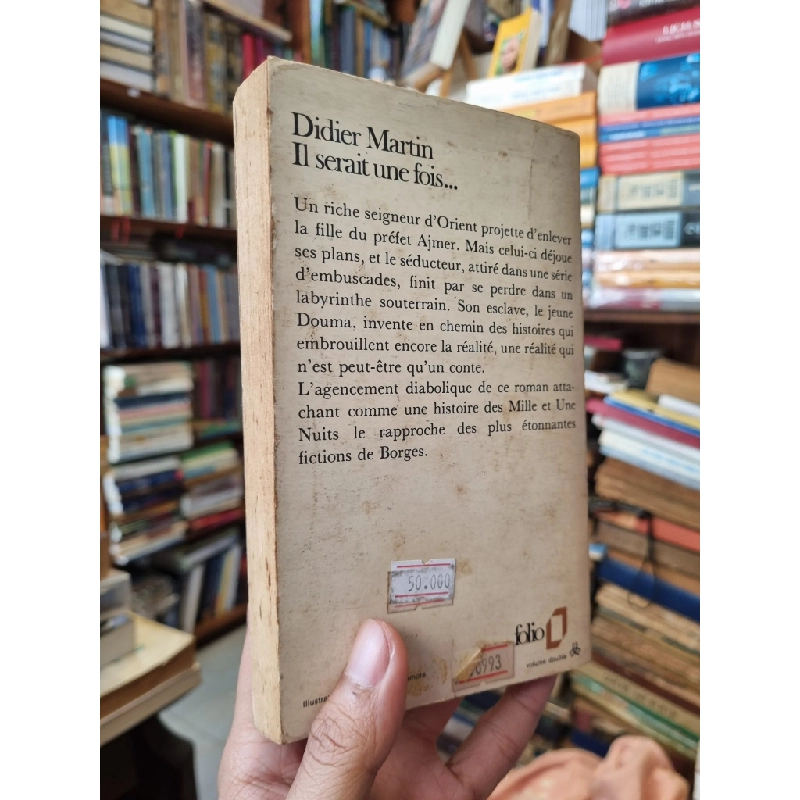 Didier Martin
Il serait une fois...
Un riche seigneur d'Orient projette d'enlever
la fille du préfet Ajmer. Mais celui-ci déjoue
ses plans, et le séducteur, attiré dans une série
d'embuscades, finit par se perdre dans un
labyrinthe souterrain. Son esclave, le jeune
Douma, invente en chemin des histoires qui
embrouillent encore la réalité, une réalité qui
n'est peut-être qu'un conte.
L'agencement diabolique de ce roman atta-
chant comme une histoire des Mille et Une
Nuits le rapproche des plus étonnantes
fictions de Borges.
50.000
folio
volume double